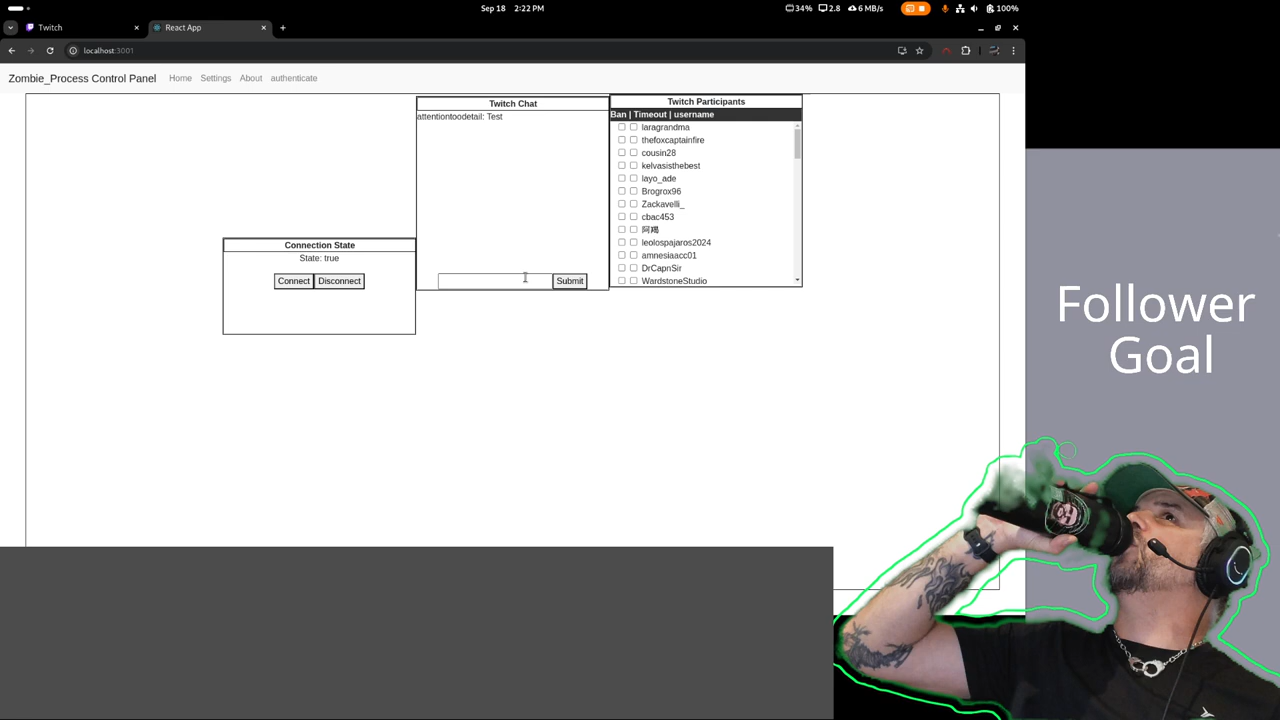 Sep 18 2:22 PM
34% 2.8 6 MB/s 100%
Twitch
React App
localhost:3001
Zombie_Process Control Panel Home Settings About authenticate
Twitch Chat
attentiontoodetail: Test
Submit
Twitch Participants
Ban | Timeout | username
laragrandma
thefoxcaptainfire
cousin28
kelvasisthebest
layo_ade
Brogrox96
Zackavelli_
cbac453
leolospajaros2024
amnesiaacc01
DrCapnSir
WardstoneStudio
Connection State
State: true
Connect Disconnect
Follower
Goal